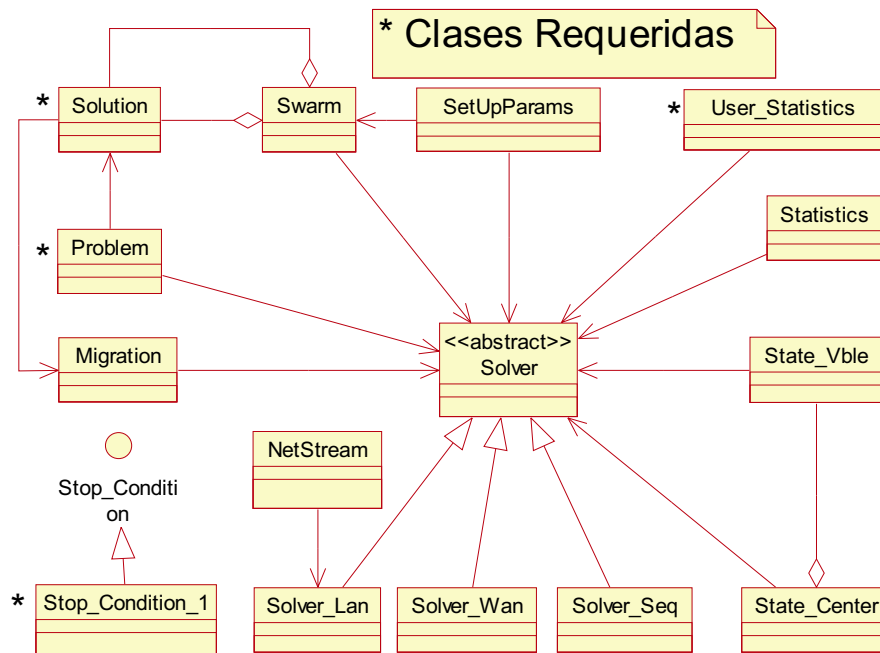 * Clases Requeridas
* Solution
Swarm
SetUpParams
* User_Statistics
Statistics
* Problem
<<abstract>>
Solver
Migration
State_Vble
NetStream
Stop_Conditi
on
* Stop_Condition_1
Solver_Lan
Solver_Wan
Solver_Seq
State_Center